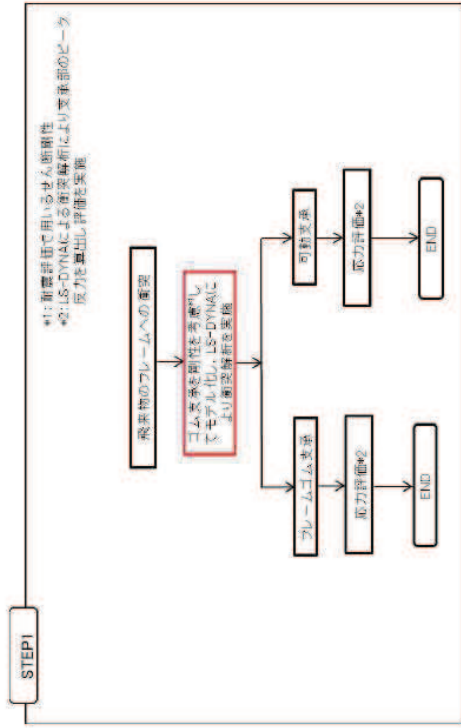 STEP1
*1:耐震評価で用いるせん断剛性
*2:LS-DYNAによる衝突解析により支承部のピーク
反力を算出し評価を実施
飛来物のフレームへの衝突
ゴム支承を剛性を考慮*1し
てモデル化し、LS-DYNAに
より衝突解析を実施
フレームゴム支承
可動支承
応力評価*2
応力評価*2
END
END